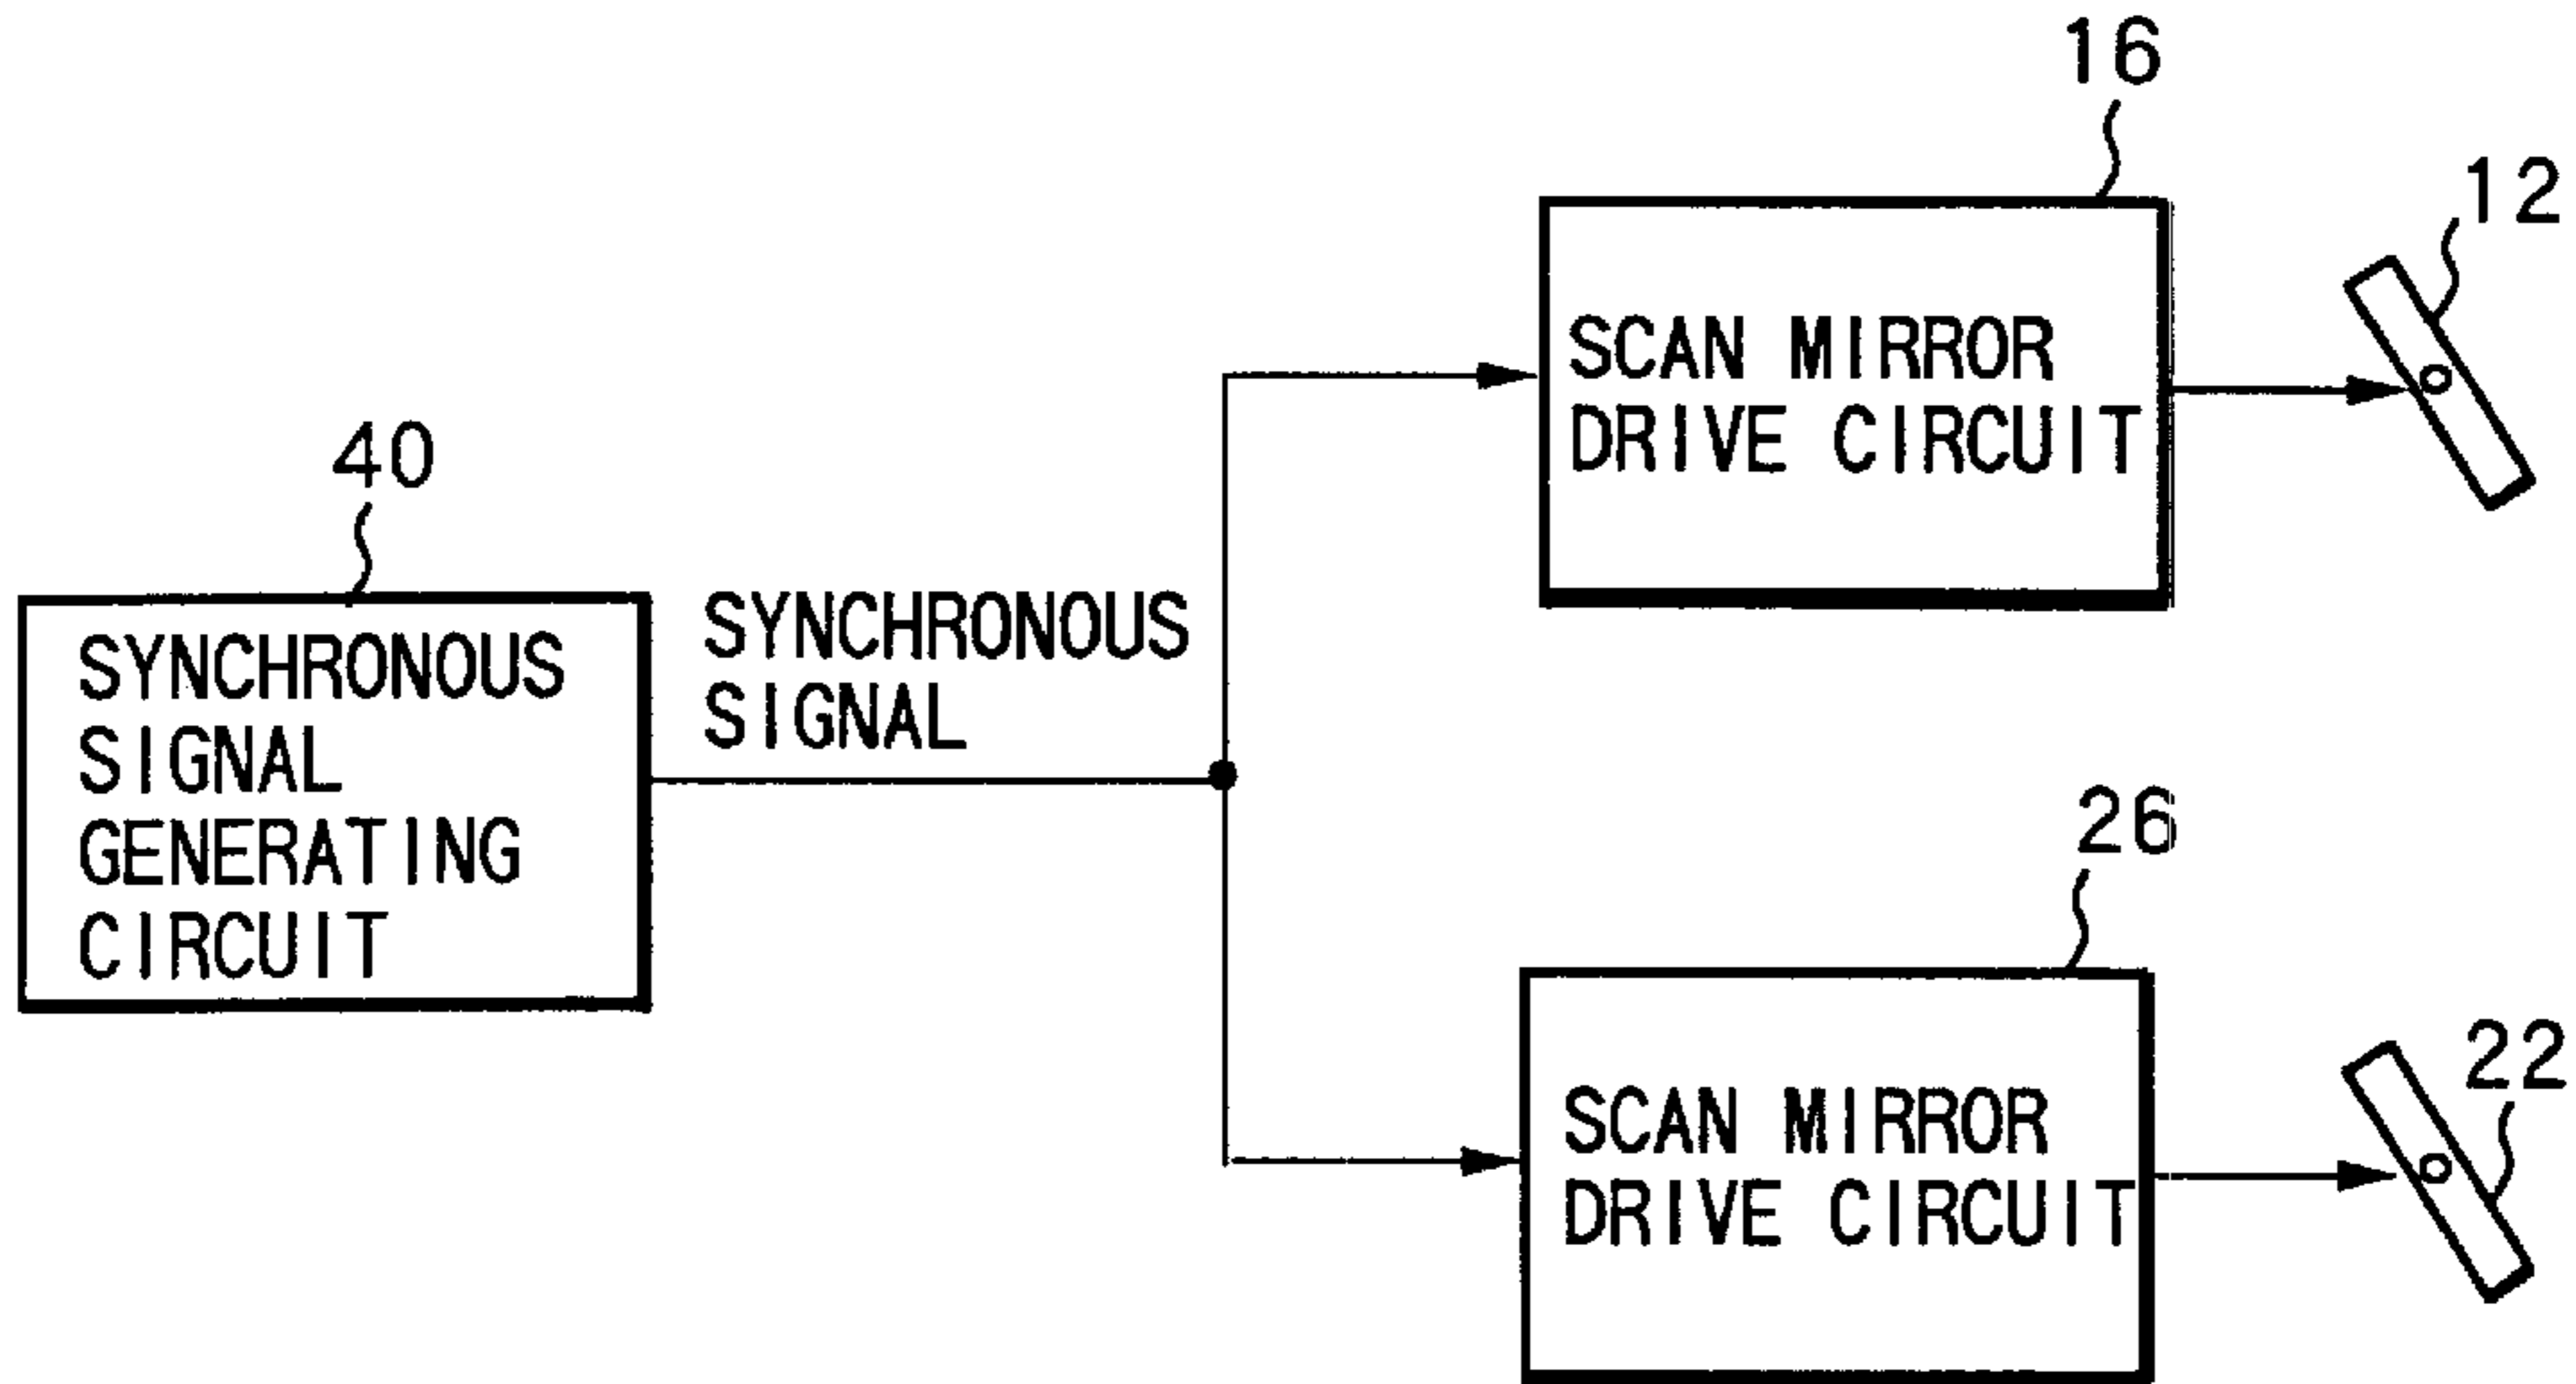 16
12
SCAN MIRROR
DRIVE CIRCUIT
40
SYNCHRONOUS
SIGNAL
GENERATING
CIRCUIT
SYNCHRONOUS
SIGNAL
26
22
SCAN MIRROR
DRIVE CIRCUIT